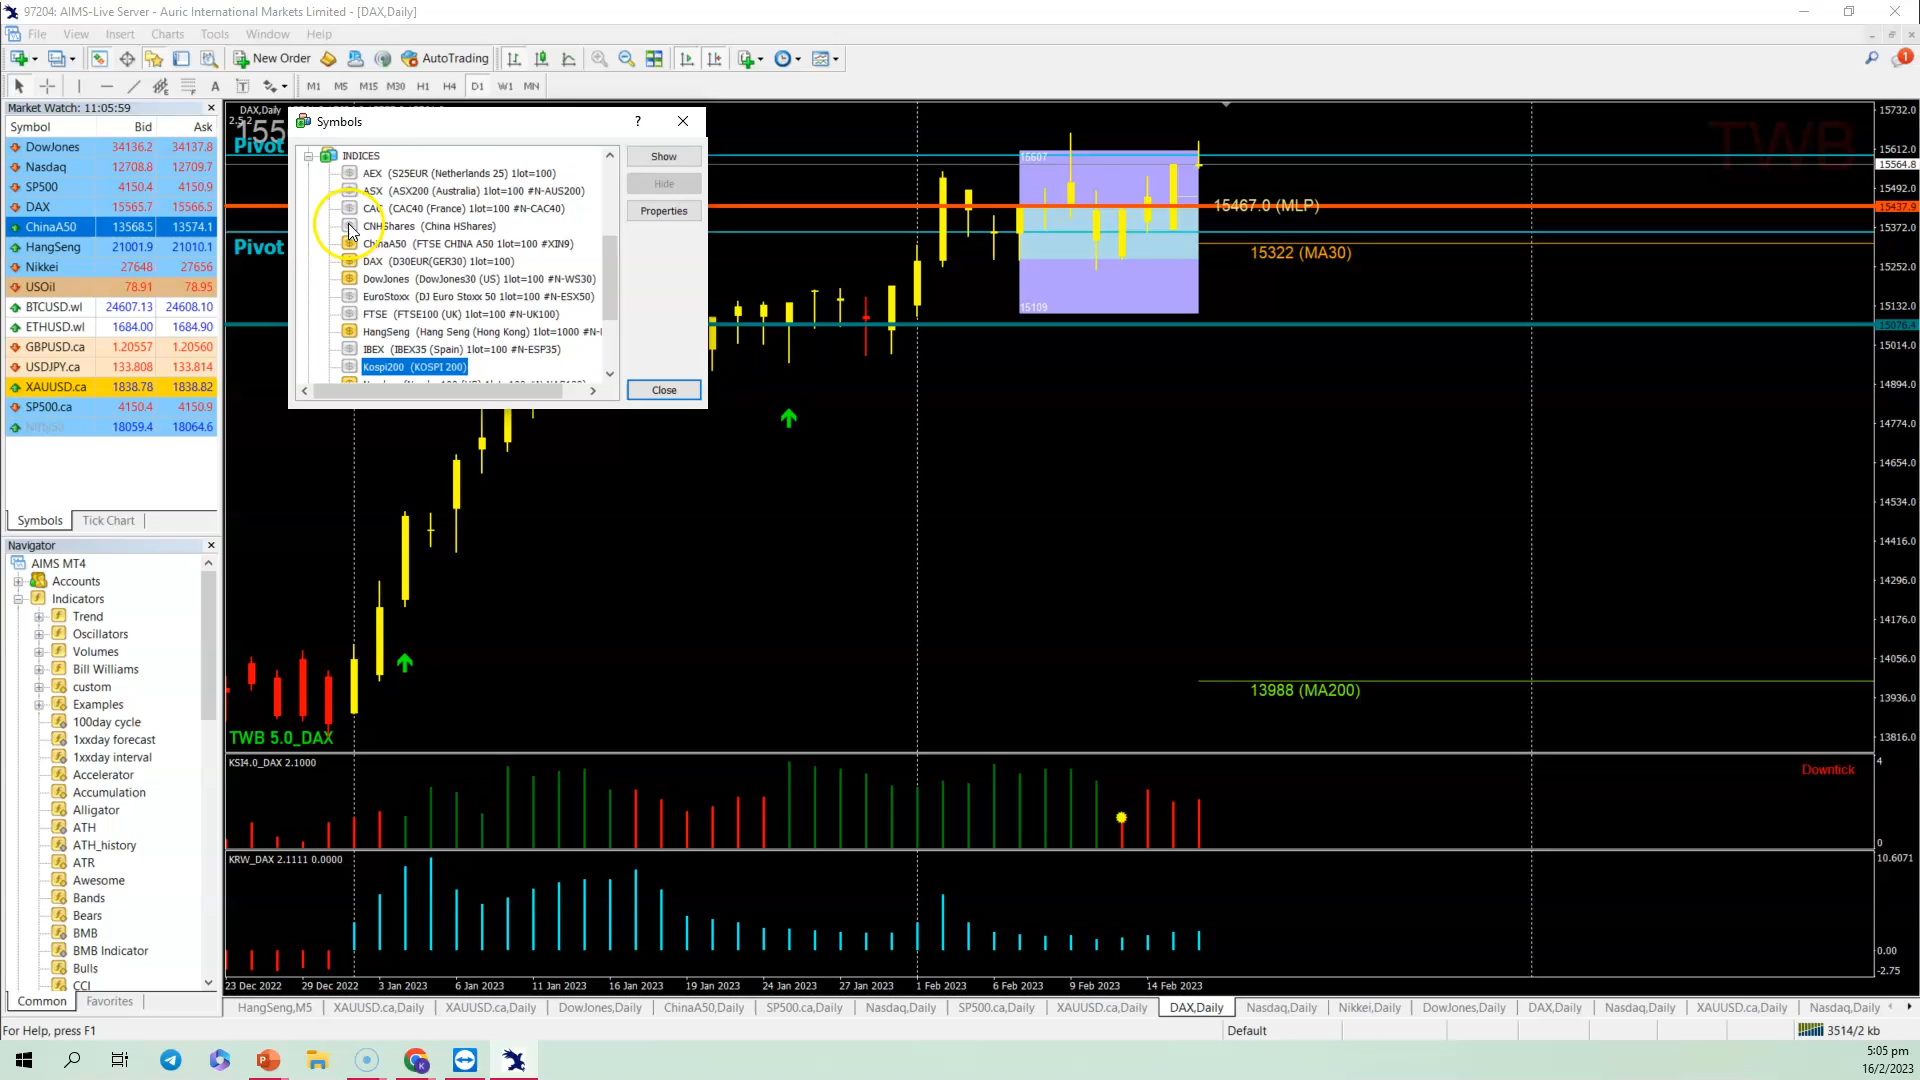 97204: AIMS-Live Server - Auric International Markets Limited - [DAX,Daily]
File View Insert Charts Tools Window Help
New Order AutoTrading 1
A T M1 M5 M15 M30 H1 H4 D1 W1 MN
Market Watch: 11:05:59
Symbol Bid Ask
DowJones 34136.2 34137.8
Nasdaq 12708.8 12709.7
SP500 4150.4 4150.9
DAX 15565.7 15566.5
ChinaA50 13568.5 13574.1
HangSeng 21001.9 21010.1
Nikkei 27648 27656
USOil 78.91 78.95
BTCUSD.wl 24607.13 24608.10
ETHUSD.wl 1684.00 1684.90
GBPUSD.ca 1.20557 1.20560
USDJPY.ca 133.808 133.814
XAUUSD.ca 1838.78 1838.82
SP500.ca 4150.4 4150.9
Nifty50 18059.4 18064.6
Symbols Tick Chart
Navigator
AIMS MT4
Accounts
Indicators
Trend
Oscillators
Volumes
Bill Williams
custom
Examples
100day cycle
1xxday forecast
1xxday interval
Accelerator
Accumulation
Alligator
ATH
ATH_history
ATR
Awesome
Bands
Bears
BMB
BMB Indicator
Bulls
CCI
Common Favorites
DAX,Daily
2.5.2
155
Pivot
Pivot
Symbols ?
INDICES
AEX (S25EUR (Netherlands 25) 1lot=100)
ASX (ASX200 (Australia) 1lot=100 #N-AUS200)
CAC (CAC40 (France) 1lot=100 #N-CAC40)
CNHShares (China HShares)
ChinaA50 (FTSE CHINA A50 1lot=100 #XIN9)
DAX (D30EUR(GER30) 1lot=100)
DowJones (DowJones30 (US) 1lot=100 #N-WS30)
EuroStoxx (DJ Euro Stoxx 50 1lot=100 #N-ESX50)
FTSE (FTSE100 (UK) 1lot=100 #N-UK100)
HangSeng (Hang Seng (Hong Kong) 1lot=1000 #N-
IBEX (IBEX35 (Spain) 1lot=100 #N-ESP35)
Kospi200 (KOSPI 200)
Show
Hide
Properties
Close
TWB
15607
15109
15467.0 (MLP)
15322 (MA30)
13988 (MA200)
TWB 5.0_DAX
15732.0
15612.0
15564.8
15492.0
15437.9
15372.0
15252.0
15132.0
15076.4
15014.0
14894.0
14774.0
14654.0
14534.0
14416.0
14296.0
14176.0
14056.0
13936.0
13816.0
KSI4.0_DAX 2.1000
Downtick
4
0
KRW_DAX 2.1111 0.0000
10.6071
0.00
-2.75
23 Dec 2022 29 Dec 2022 3 Jan 2023 6 Jan 2023 11 Jan 2023 16 Jan 2023 19 Jan 2023 24 Jan 2023 27 Jan 2023 1 Feb 2023 6 Feb 2023 9 Feb 2023 14 Feb 2023
HangSeng,M5 XAUUSD.ca,Daily XAUUSD.ca,Daily DowJones,Daily ChinaA50,Daily SP500.ca,Daily Nasdaq,Daily SP500.ca,Daily XAUUSD.ca,Daily DAX,Daily Nasdaq,Daily Nikkei,Daily DowJones,Daily DAX,Daily Nasdaq,Daily XAUUSD.ca,Daily Nasdaq,Daily
For Help, press F1 Default 3514/2 kb
5:05 pm
16/2/2023